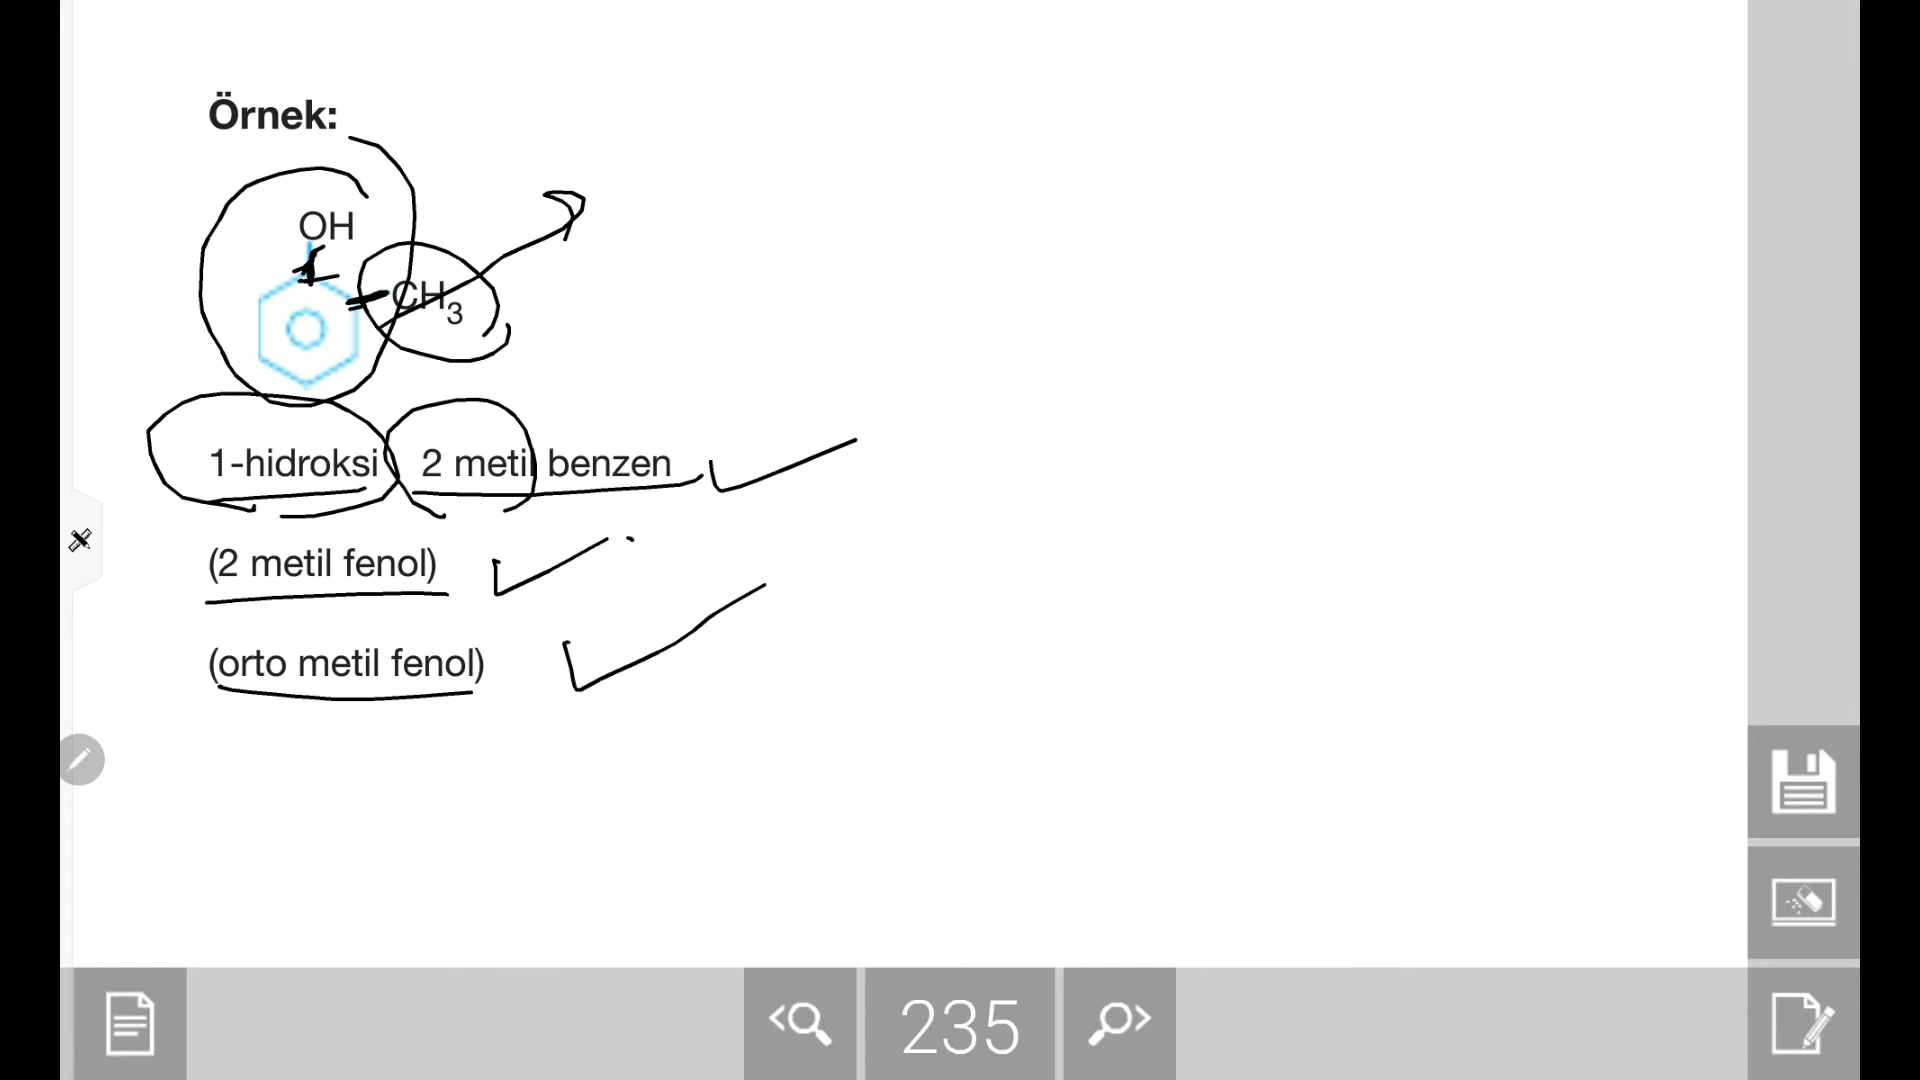 Örnek:
OH
CH3
1-hidroksi 2 metil benzen
(2 metil fenol)
(orto metil fenol)
235